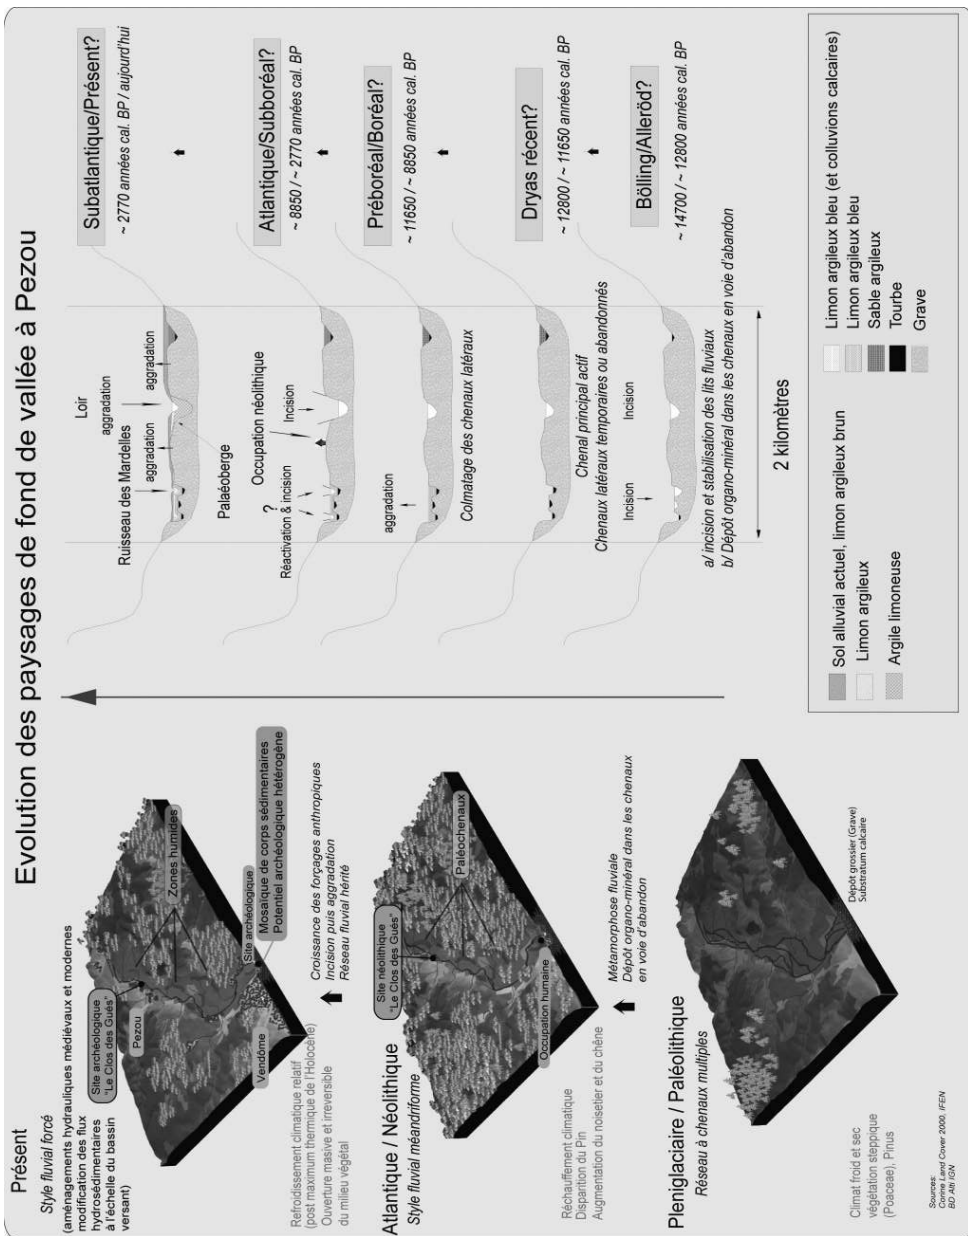 Evolution des paysages de fond de vallée à Pezou
Présent
Style fluvial forcé
(aménagements hydrauliques médiévaux et modernes
modification des flux
hydrosédimentaires
à l'échelle du bassin
versant)
Site archéologique
"Le Clos des Gués"
Pezou
Zones humides
Vendôme
Site archéologique
Mosaïque de corps sédimentaires
Potentiel archéologique hétérogène
Refroidissement climatique relatif
(post maximum thermique de l'Holocène)
Ouverture masive et irreversible
du milieu végétal
Croissance des forçages anthropiques
Incision puis aggradation
Réseau fluvial hérité
Atlantique / Néolithique
Style fluvial méandriforme
Site néolithique
"Le Clos des Gués"
Paléochenaux
Occupation humaine
Réchauffement climatique
Disparition du Pin
Augmentation du noisetier et du chêne
Métamorphose fluviale
Dépôt organo-minéral dans les chenaux
en voie d'abandon
Pleniglaciaire / Paléolithique
Réseau à chenaux multiples
Dépôt grossier (Grave)
Substratum calcaire
Climat froid et sec
végétation steppique
(Poaceae), Pinus
Sources:
Corine Land Cover 2000, IFEN
BD Alti IGN
Subatlantique/Présent?
~ 2770 années cal. BP / aujourd'hui
Loir
aggradation
Ruisseau des Mardelles
aggradation
aggradation
Palaéoberge
Atlantique/Subboréal?
~ 8850 / ~ 2770 années cal. BP
Occupation néolithique
?
Réactivation & incision
Incision
Préboréal/Boréal?
~ 11650 / ~ 8850 années cal. BP
aggradation
Colmatage des chenaux latéraux
Dryas récent?
~ 12800 / ~ 11650 années cal. BP
Chenal principal actif
Chenaux latéraux temporaires ou abandonnés
Bölling/Alleröd?
~ 14700 / ~ 12800 années cal. BP
Incision
Incision
a/ incision et stabilisation des lits fluviaux
b/ Dépôt organo-minéral dans les chenaux en voie d'abandon
2 kilomètres
Sol alluvial actuel, limon argileux brun
Limon argileux
Argile limoneuse
Limon argileux bleu (et colluvions calcaires)
Limon argileux bleu
Sable argileux
Tourbe
Grave